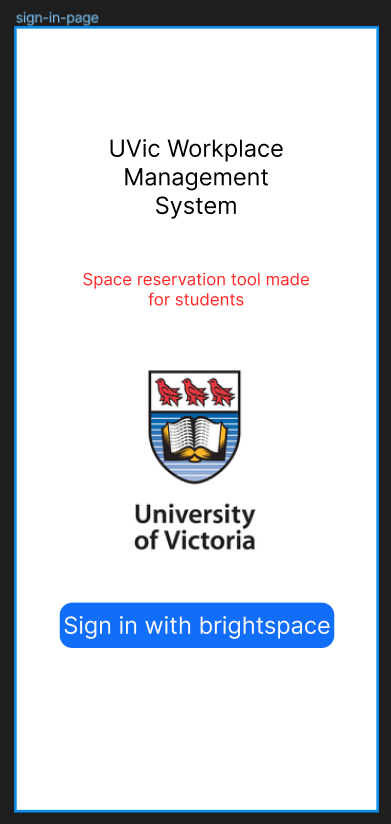 sign-in-page
UVic Workplace
Management
System
Space reservation tool made
for students
University
of Victoria
Sign in with brightspace